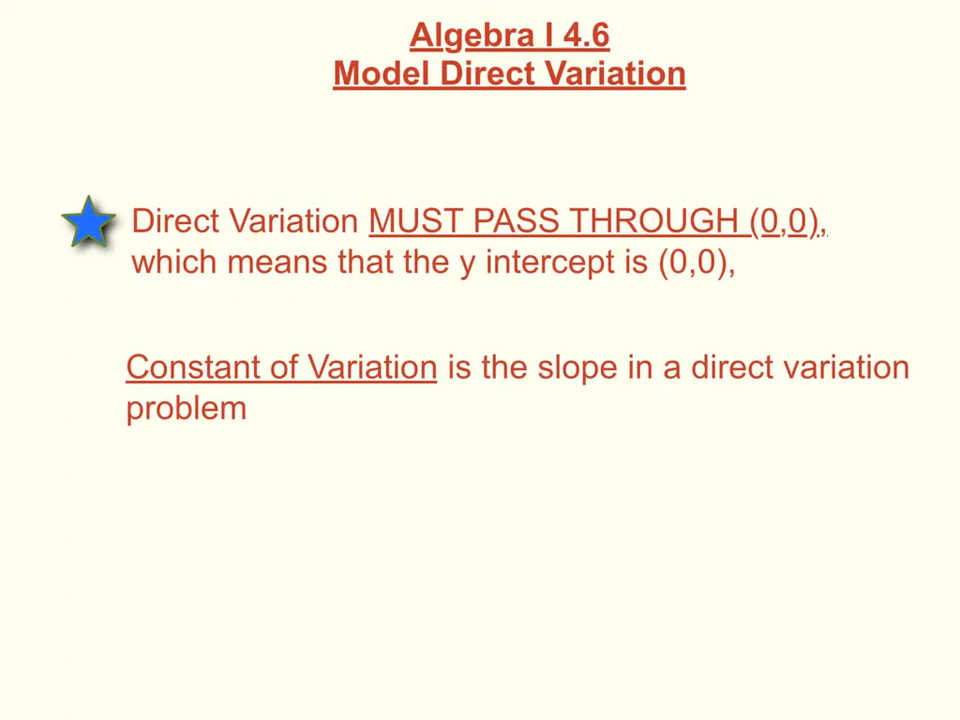 Algebra I 4.6
Model Direct Variation
Direct Variation MUST PASS THROUGH (0,0),
which means that the y intercept is (0,0),
Constant of Variation is the slope in a direct variation
problem